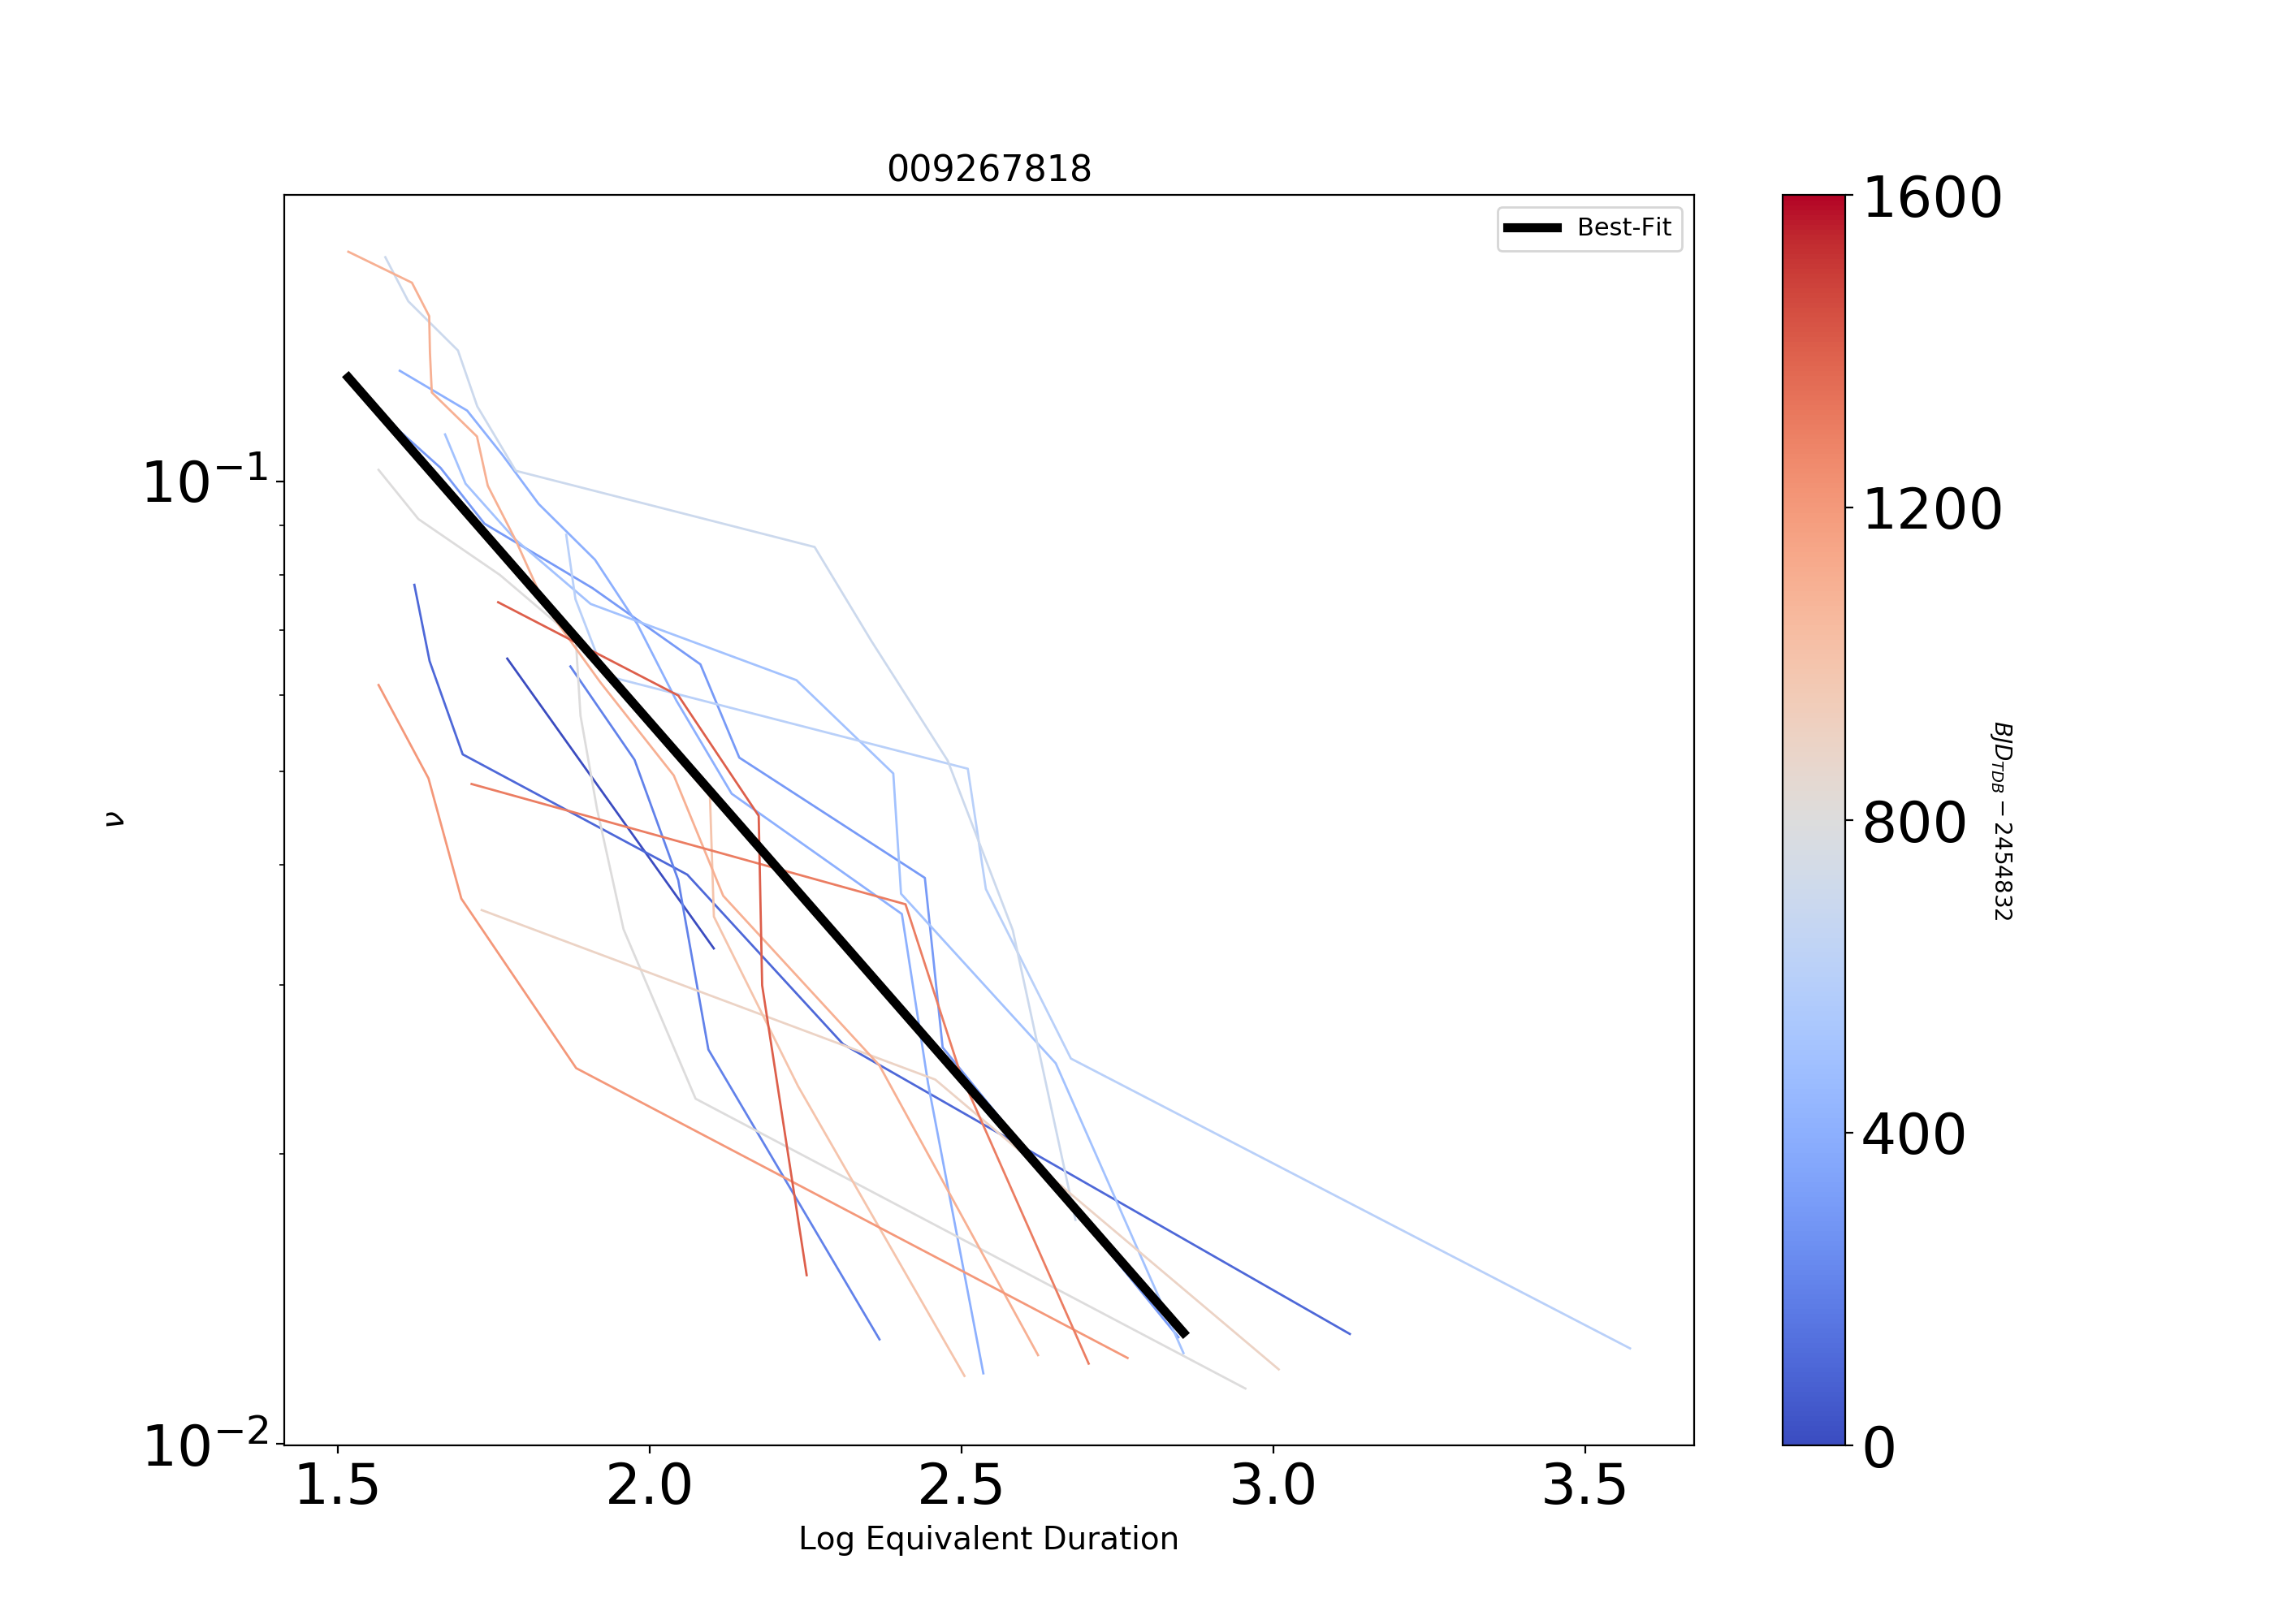 009267818
Best-Fit
10⁻¹
10⁻²
ν
1.5 2.0 2.5 3.0 3.5
Log Equivalent Duration
1600
1200
800
400
0
BJD_TDB − 2454832